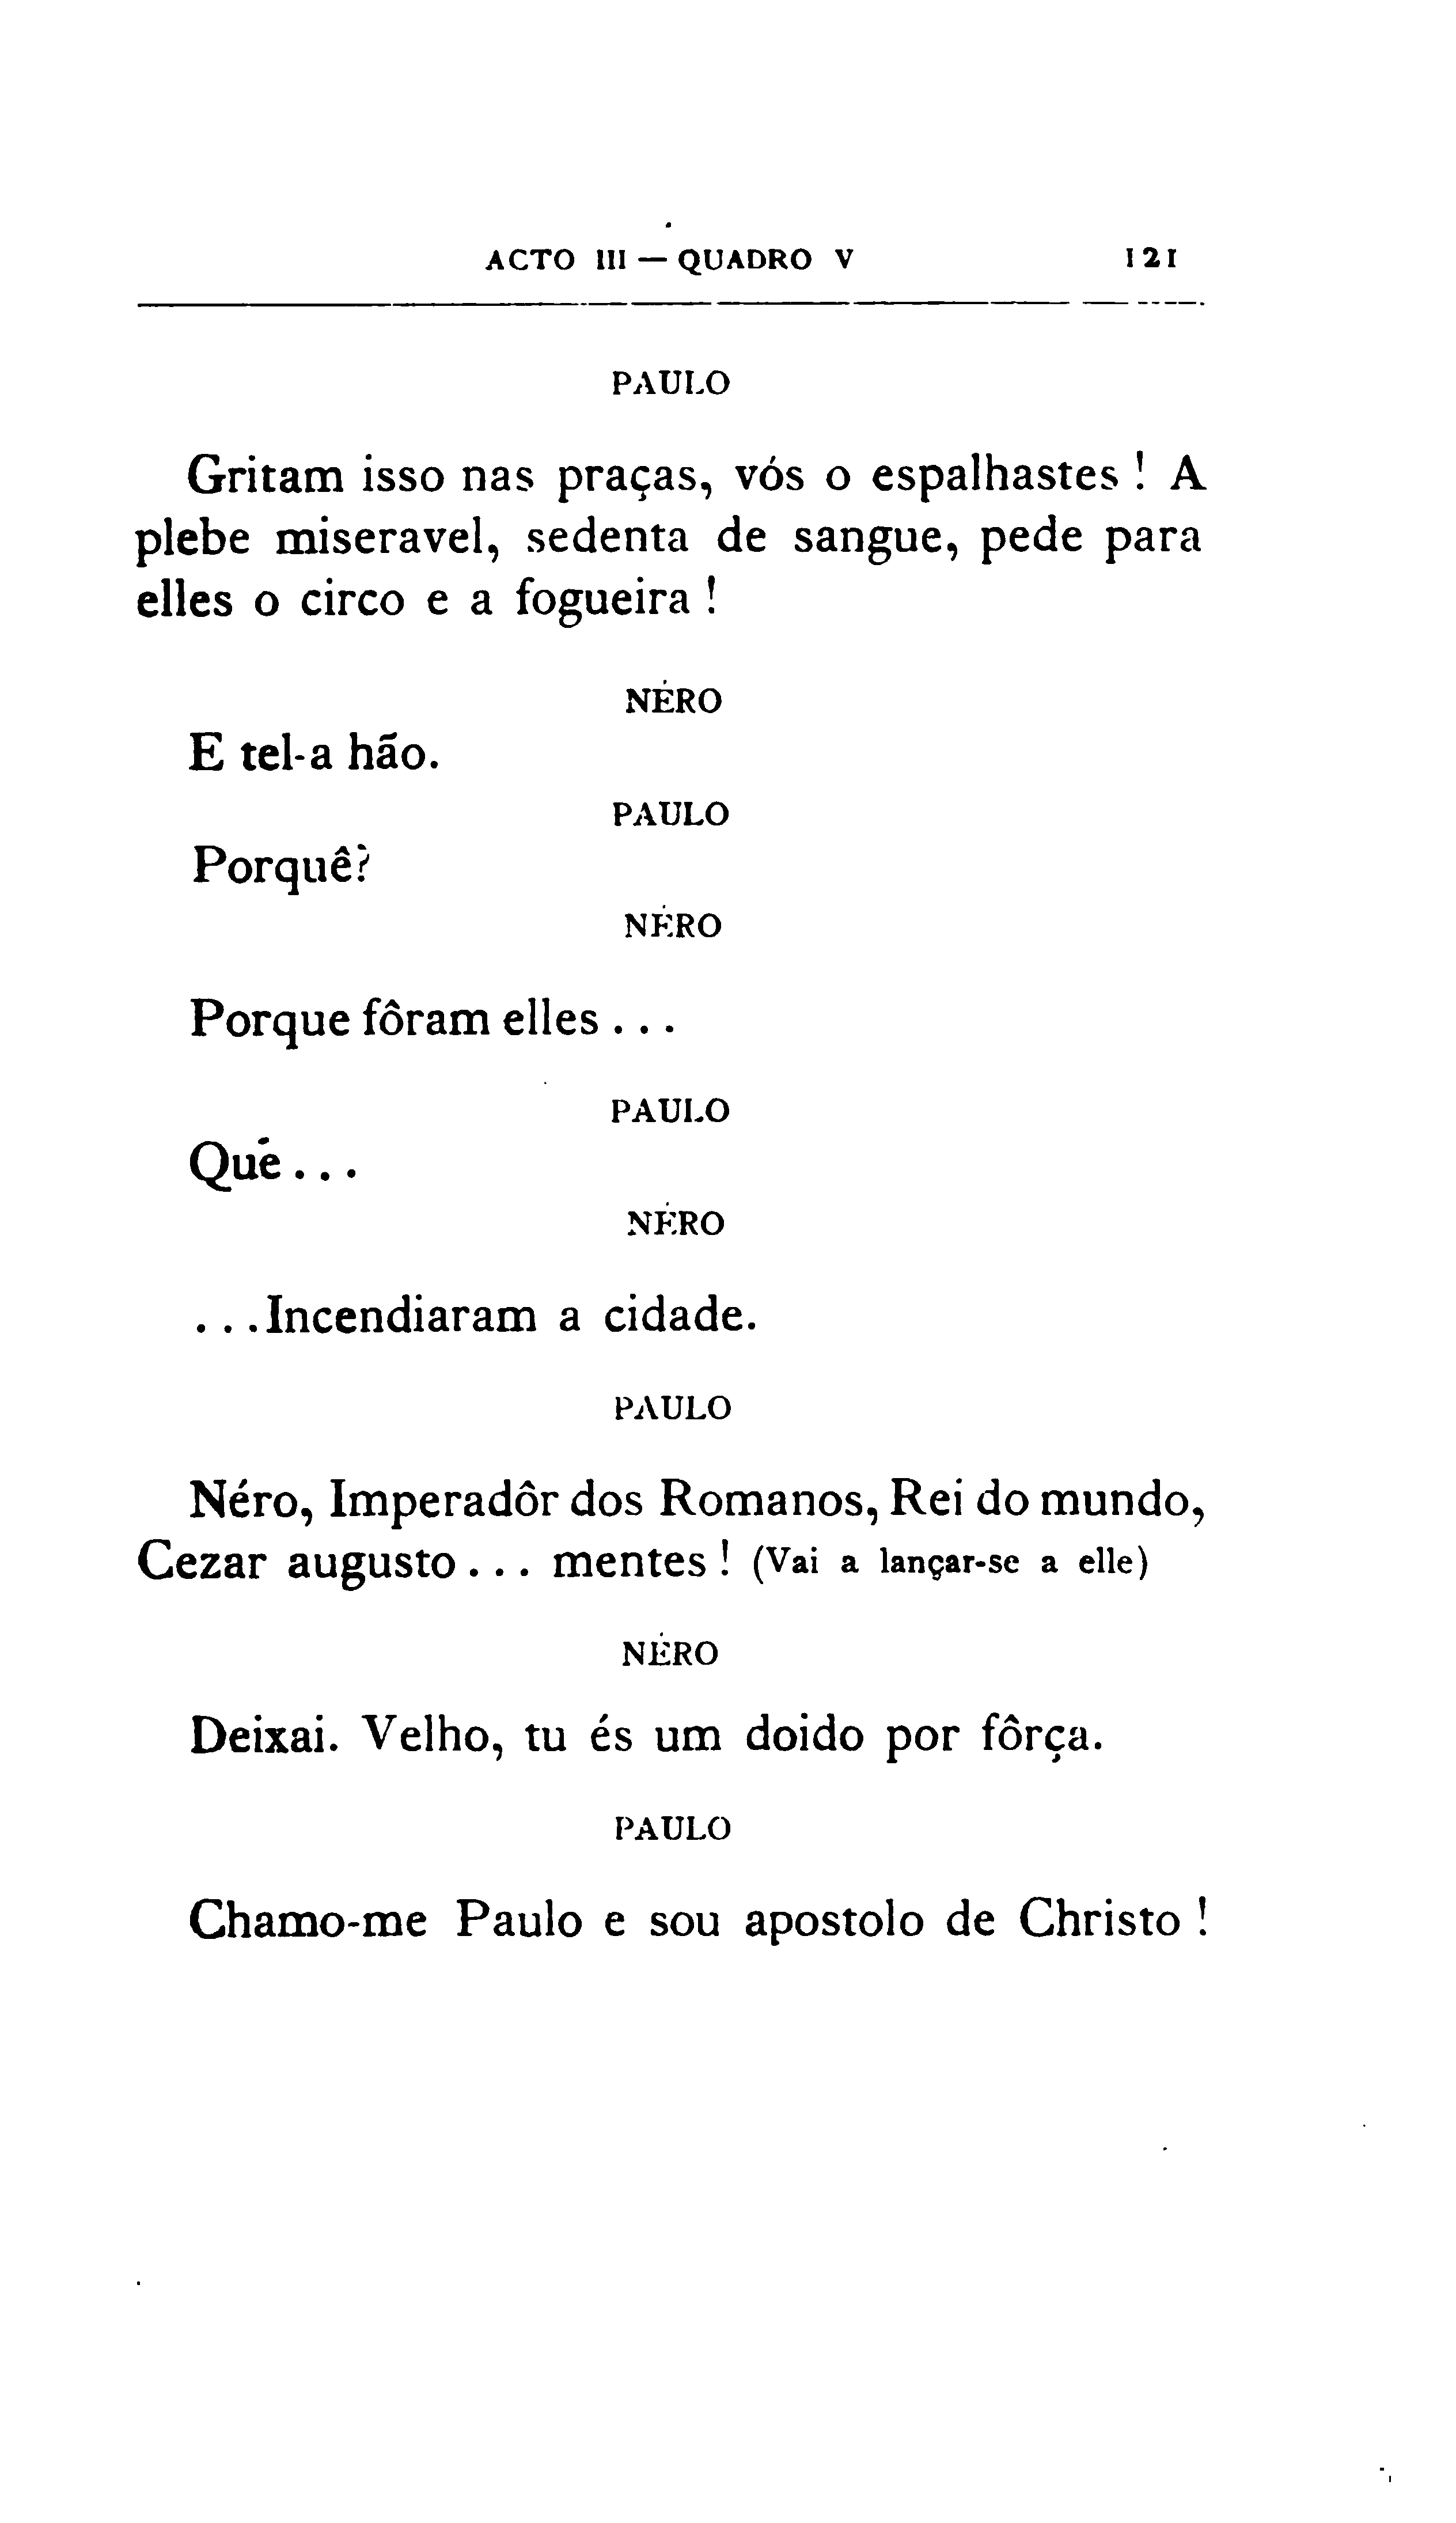 ACTO III — QUADRO V 121
PAULO
Gritam isso nas praças, vós o espalhastes ! A
plebe miseravel, sedenta de sangue, pede para
elles o circo e a fogueira !
NÉRO
E tel-a hão.
PAULO
Porquê?
NÉRO
Porque fôram elles . . .
PAULO
Qué . . .
NÉRO
. . . Incendiaram a cidade.
PAULO
Néro, Imperadôr dos Romanos, Rei do mundo,
Cezar augusto . . . mentes ! (Vai a lançar-se a elle)
NÉRO
Deixai. Velho, tu és um doido por fôrça.
PAULO
Chamo-me Paulo e sou apostolo de Christo !